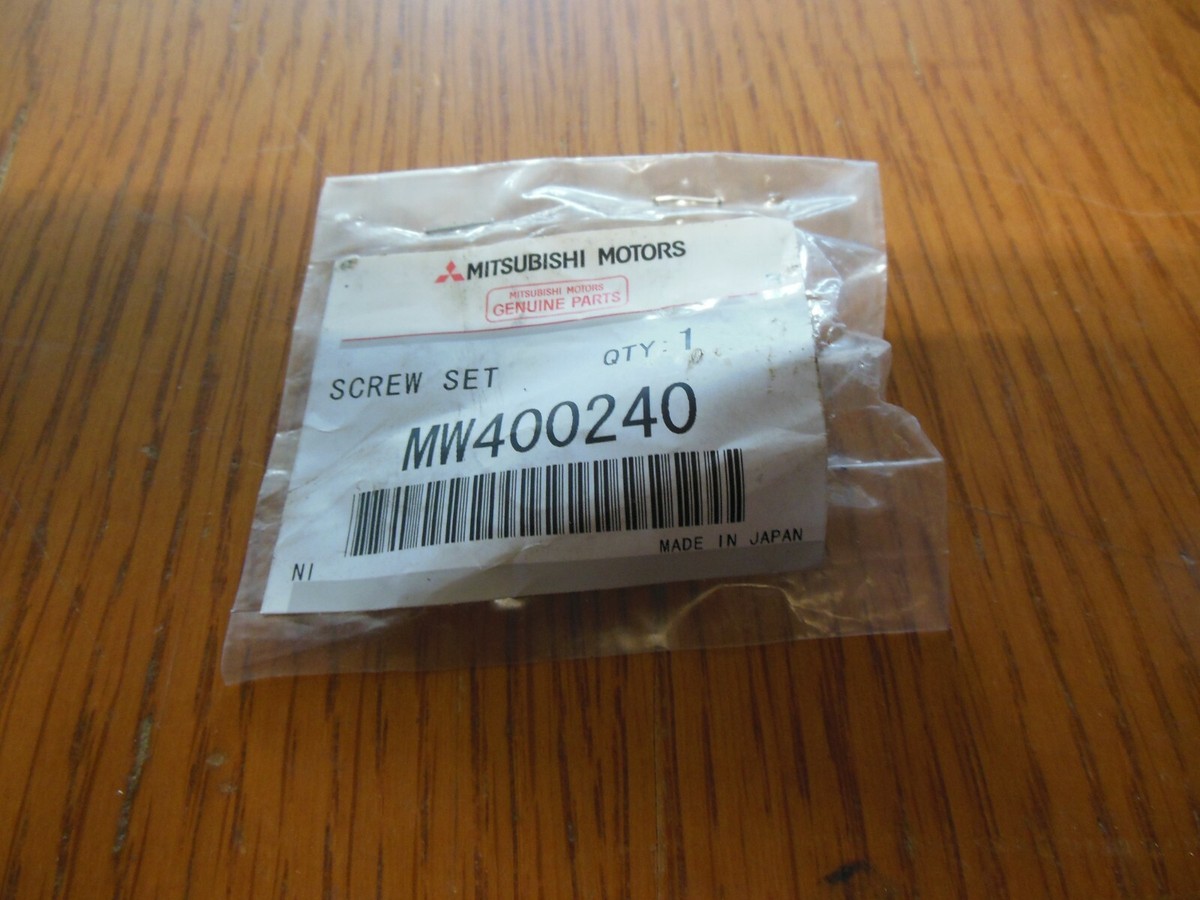 MITSUBISHI MOTORS
MITSUBISHI MOTORS
GENUINE PARTS
QTY: 1
SCREW SET
MW400240
MADE IN JAPAN
NI